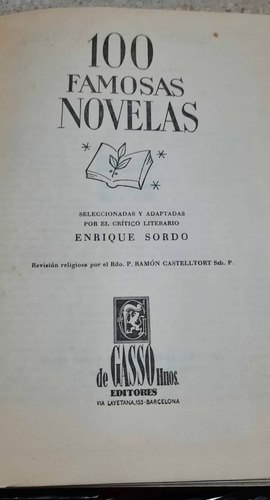 100
FAMOSAS
NOVELAS
SELECCIONADAS Y ADAPTADAS
POR EL CRÍTICO LITERARIO
ENRIQUE SORDO
Revisión religiosa por el Rdo. P. RAMÓN CASTELLTORT Sch. P.
de GASSO Hnos.
EDITORES
VIA LAYETANA, 153-BARCELONA